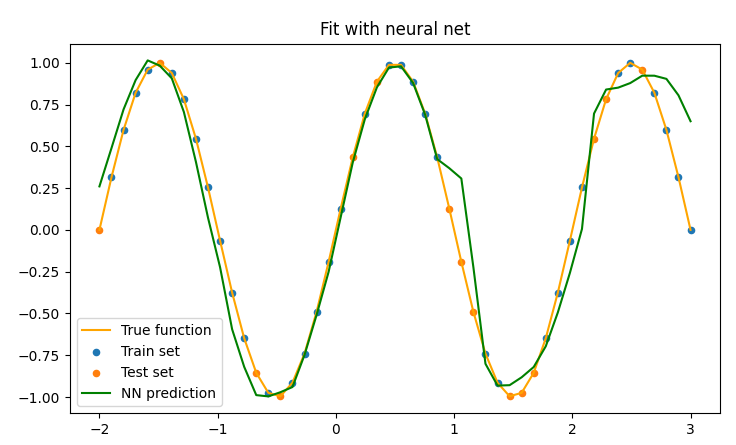 Fit with neural net
1.00
0.75
0.50
0.25
0.00
−0.25
−0.50
−0.75
−1.00
True function
Train set
Test set
NN prediction
−2 −1 0 1 2 3